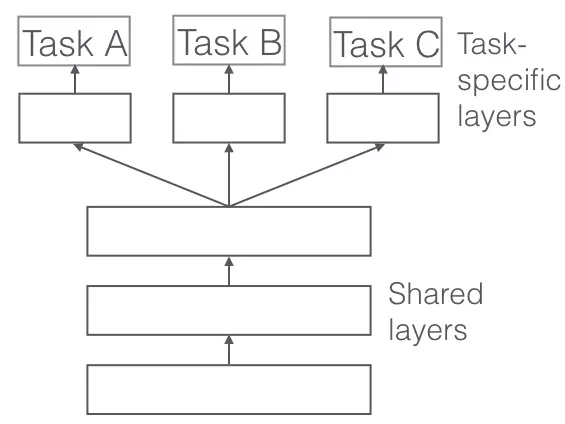 Task A
Task B
Task C
Task-
specific
layers
Shared
layers